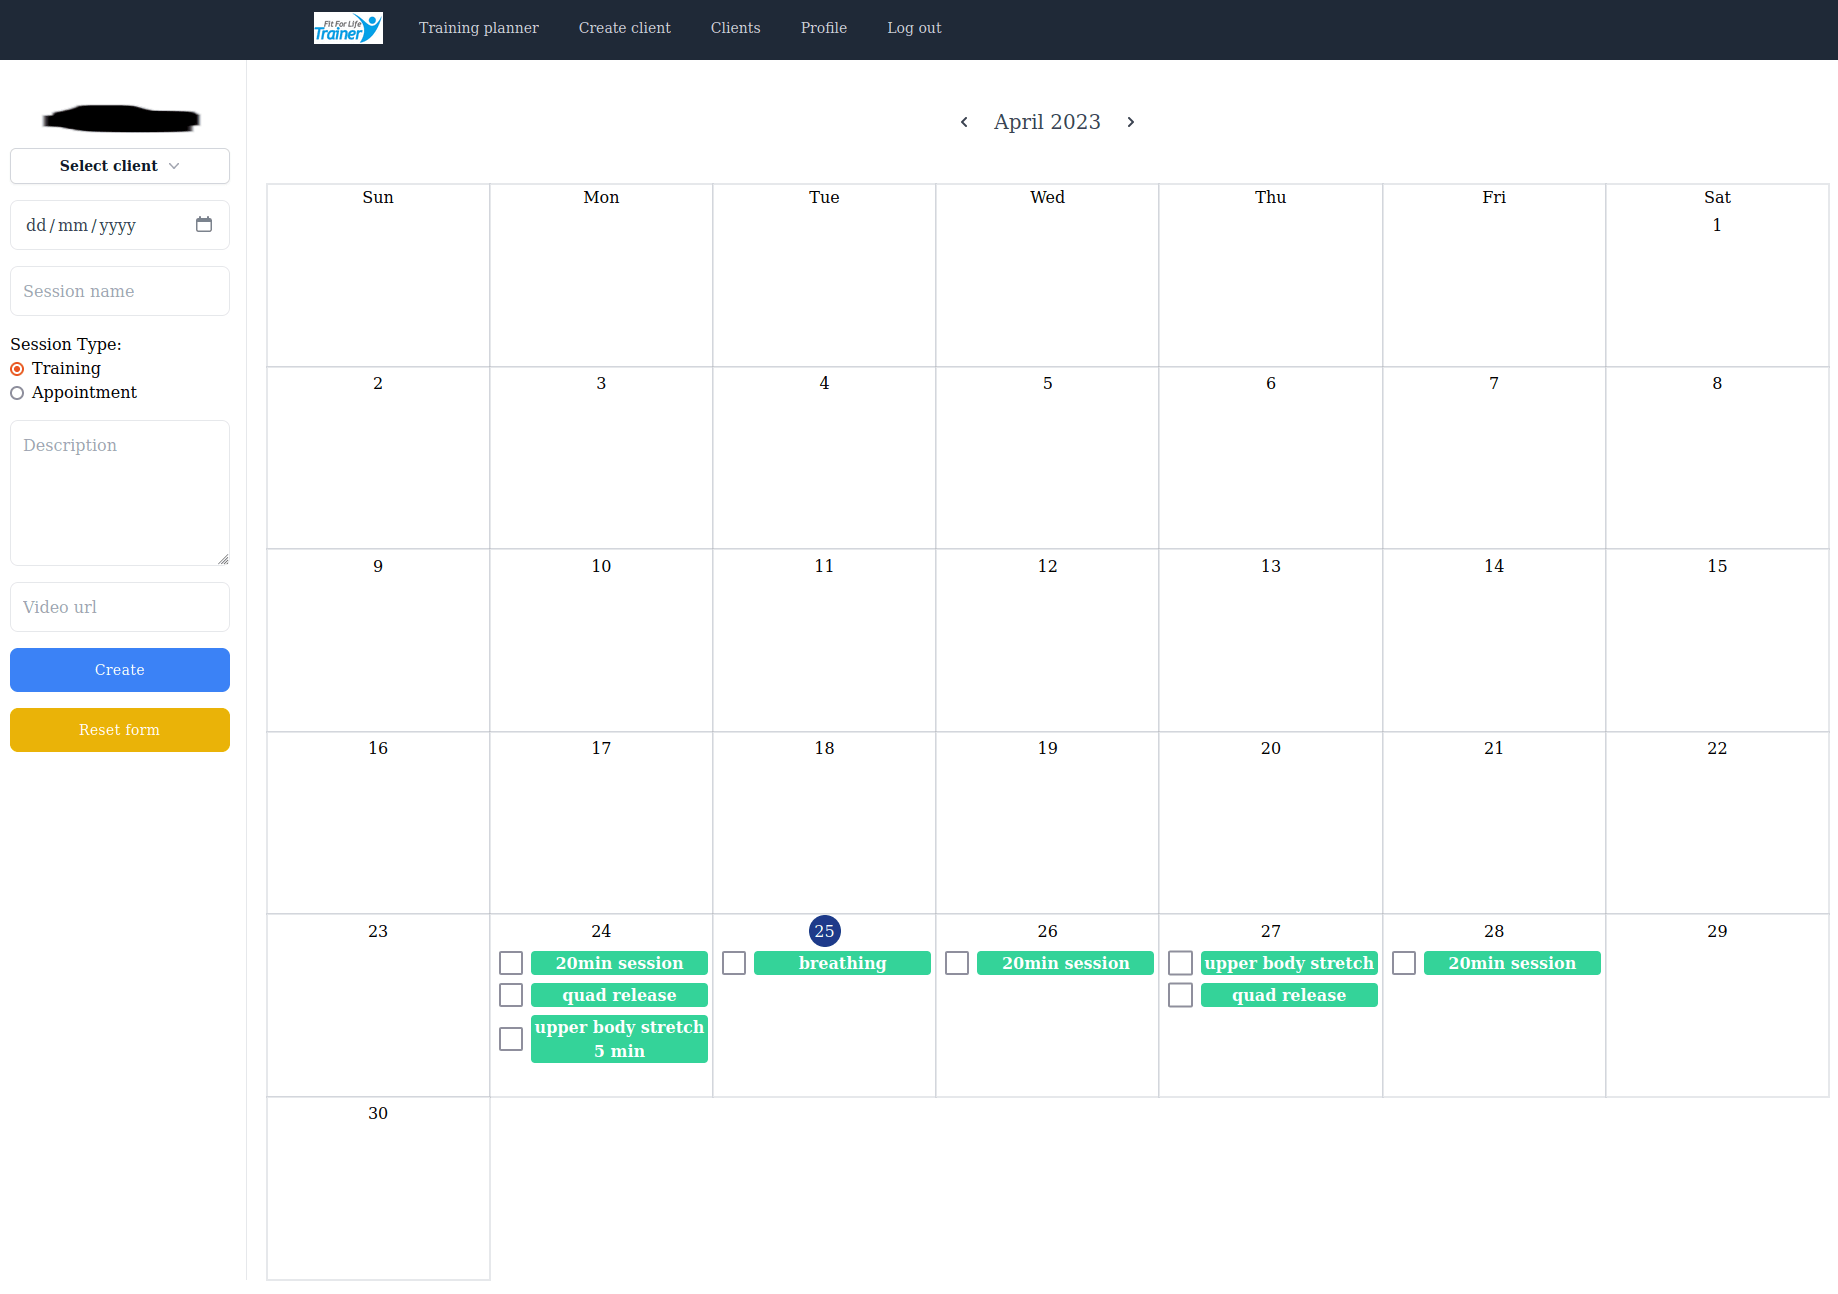 Fit For Life
Trainer
Training planner
Create client
Clients
Profile
Log out
Select client
dd/mm/yyyy
Session name
Session Type:
Training
Appointment
Description
Video url
Create
Reset form
April 2023
Sun Mon Tue Wed Thu Fri Sat
1
2 3 4 5 6 7 8
9 10 11 12 13 14 15
16 17 18 19 20 21 22
23
24
20min session
quad release
upper body stretch
5 min
25
breathing
26
20min session
27
upper body stretch
quad release
28
20min session
29
30